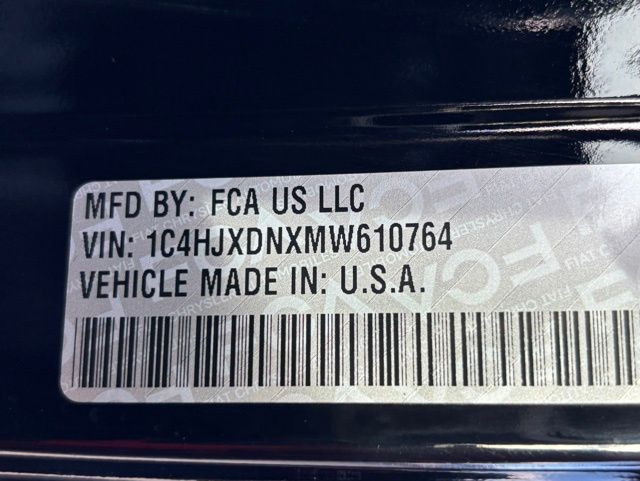 MFD BY: FCA US LLC
VIN: 1C4HJXDNXMW610764
VEHICLE MADE IN: U.S.A.